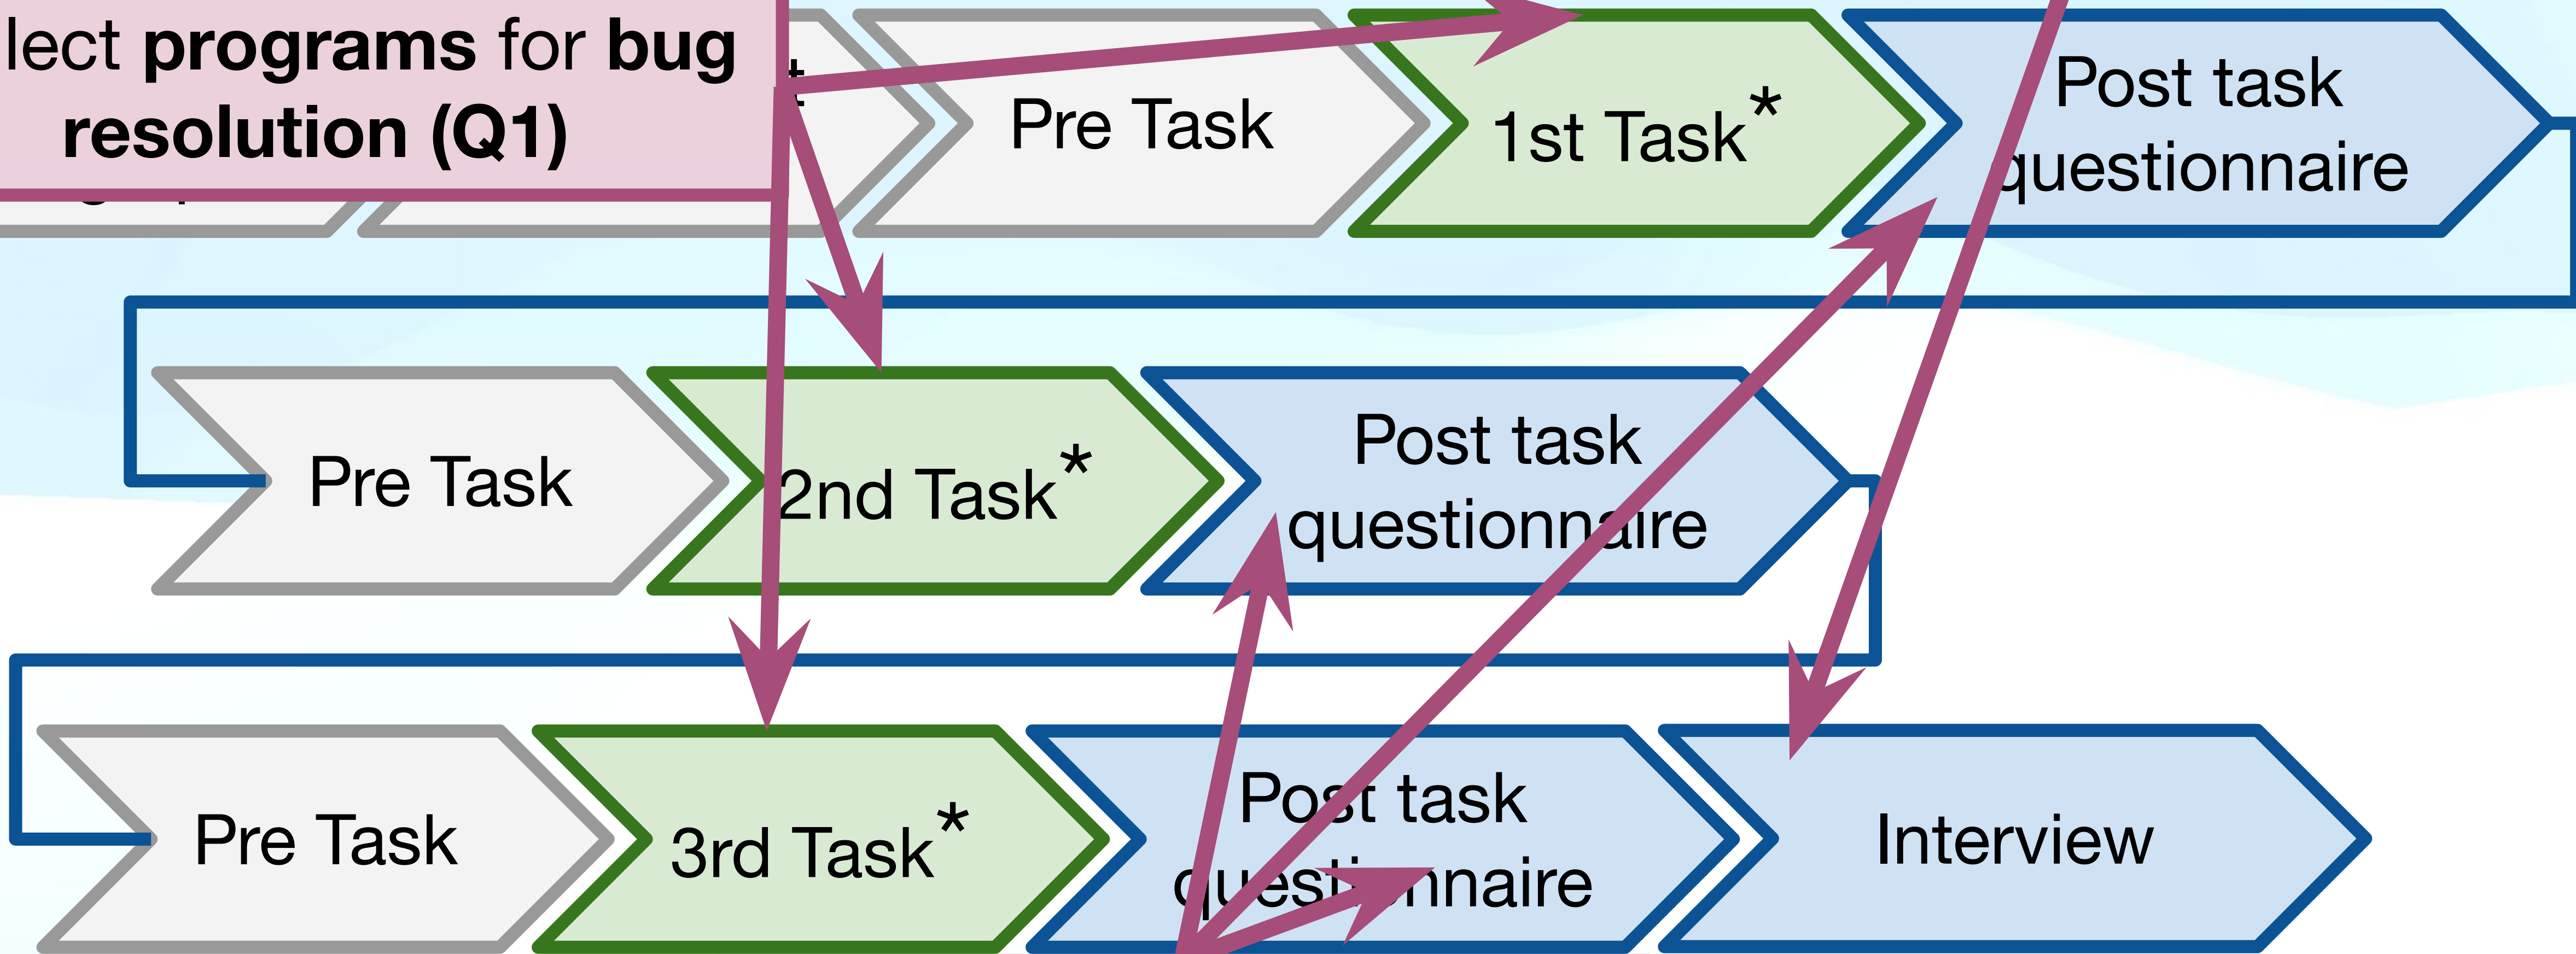 lect programs for bug
resolution (Q1)
Pre Task
1st Task*
Post task
questionnaire
Pre Task
2nd Task*
Post task
questionnaire
Pre Task
3rd Task*
Post task
questionnaire
Interview